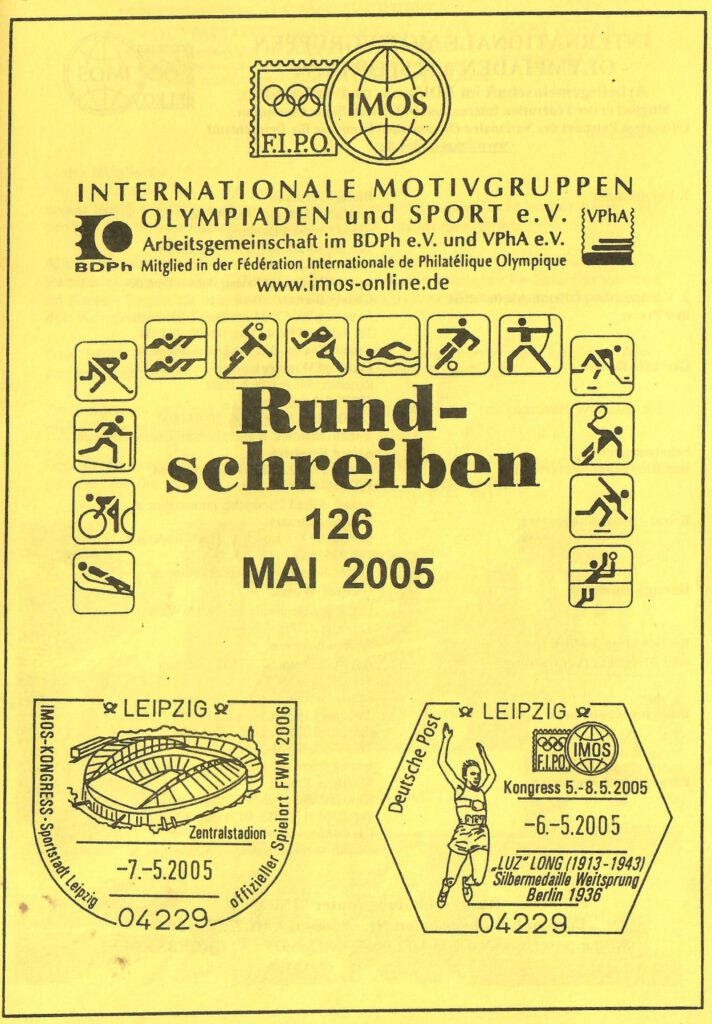 IMOS
F.I.P.O.
INTERNATIONALE MOTIVGRUPPEN
OLYMPIADEN und SPORT e.V.
VPhA
Arbeitsgemeinschaft im BDPh e.V. und VPhA e.V.
BDPh Mitglied in der Fédération Internationale de Philatélique Olympique
www.imos-online.de
Rund-
schreiben
126
MAI 2005
LEIPZIG
IMOS-KONGRESS · Sportstadt Leipzig
Zentralstadion
offizieller Spielort FWM 2006
-7.-5.2005
04229
LEIPZIG
Deutsche Post
F.I.P.O.
IMOS
Kongress 5.-8.5.2005
-6.-5.2005
„LUZ“ LONG (1913-1943)
Silbermedaille Weitsprung
Berlin 1936
04229